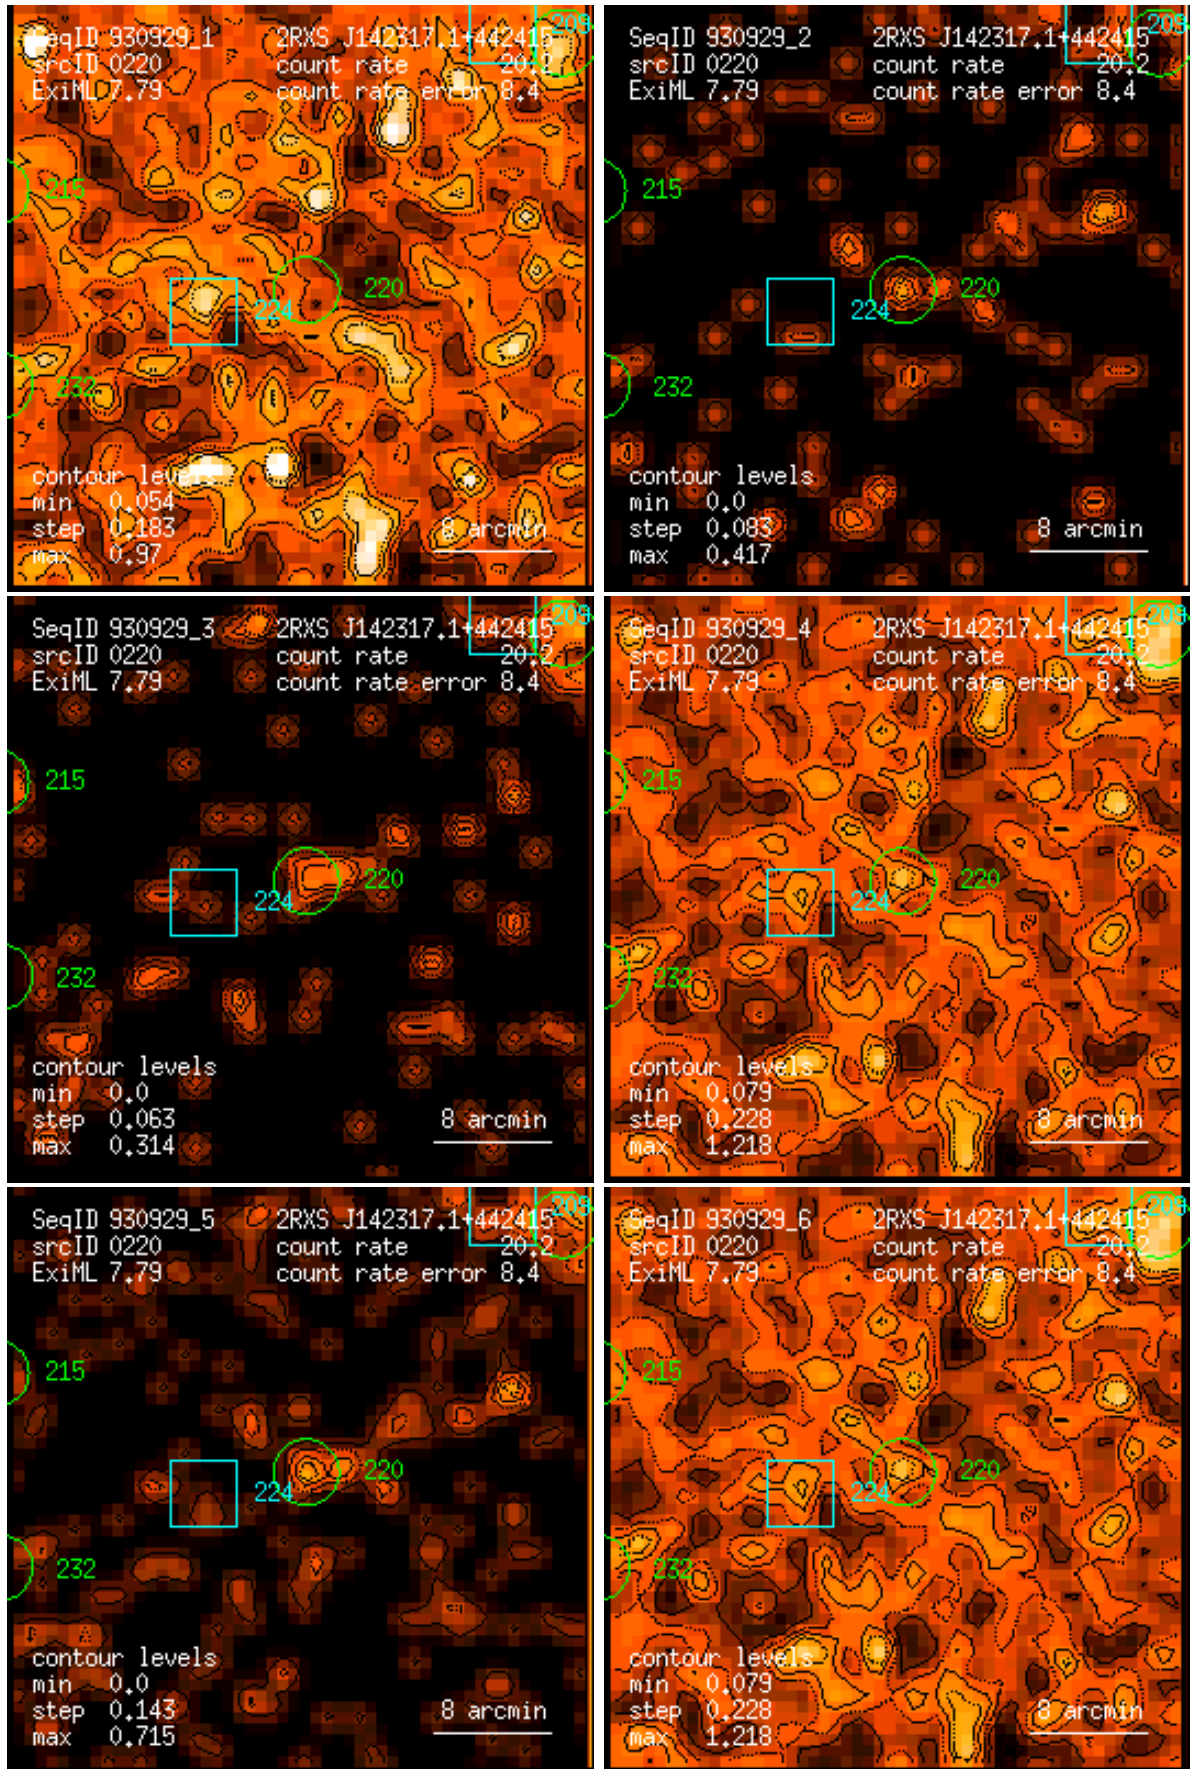 SeqID 930929_1 2RXS J142317.1+442415 209
srcID 0220 count rate 20.2
ExiML 7.79 count rate error 8.4
215
220
224
232
contour levels
min 0.054
step 0.183
max 0.97
8 arcmin
SeqID 930929_2 2RXS J142317.1+442415 209
srcID 0220 count rate 20.2
ExiML 7.79 count rate error 8.4
215
220
224
232
contour levels
min 0.0
step 0.083
max 0.417
8 arcmin
SeqID 930929_3 2RXS J142317.1+442415 209
srcID 0220 count rate 20.2
ExiML 7.79 count rate error 8.4
215
220
224
232
contour levels
min 0.0
step 0.063
max 0.314
8 arcmin
SeqID 930929_4 2RXS J142317.1+442415 209
srcID 0220 count rate 20.2
ExiML 7.79 count rate error 8.4
215
220
224
232
contour levels
min 0.079
step 0.228
max 1.218
8 arcmin
SeqID 930929_5 2RXS J142317.1+442415 209
srcID 0220 count rate 20.2
ExiML 7.79 count rate error 8.4
215
220
224
232
contour levels
min 0.0
step 0.143
max 0.715
8 arcmin
SeqID 930929_6 2RXS J142317.1+442415 209
srcID 0220 count rate 20.2
ExiML 7.79 count rate error 8.4
215
220
224
232
contour levels
min 0.079
step 0.228
max 1.218
8 arcmin